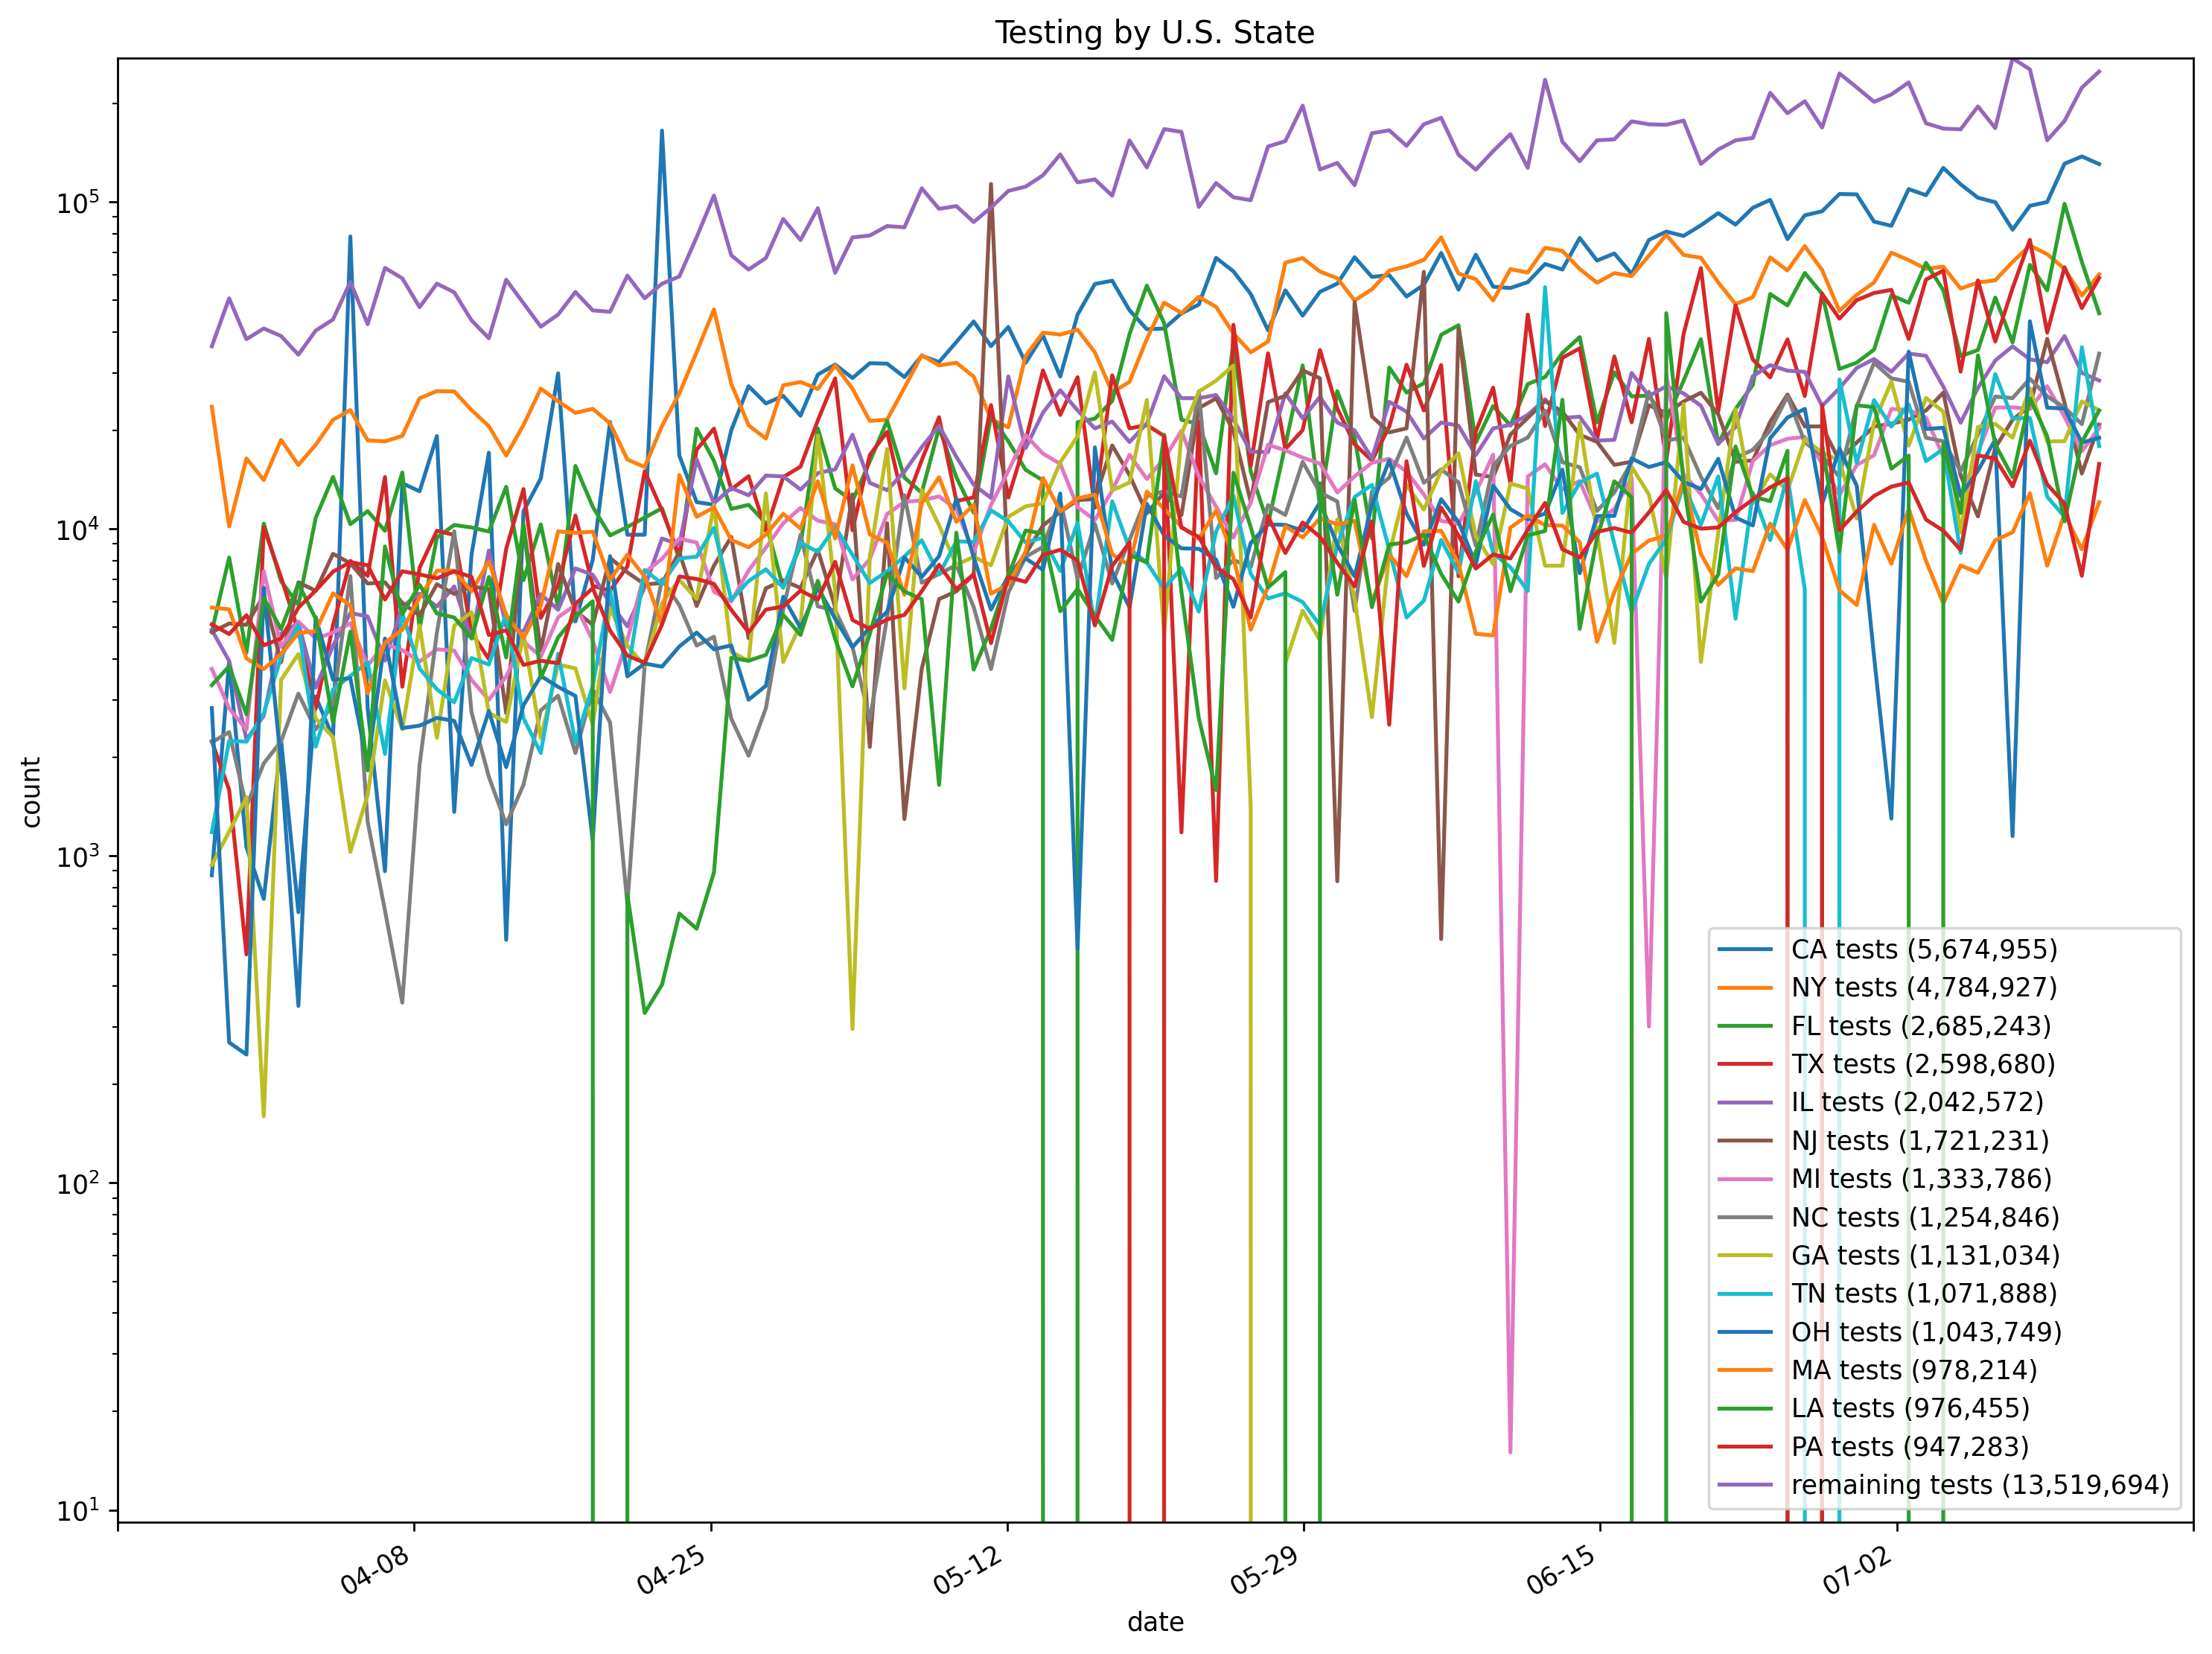 Testing by U.S. State
count
10^5
10^4
10^3
10^2
10^1
CA tests (5,674,955)
NY tests (4,784,927)
FL tests (2,685,243)
TX tests (2,598,680)
IL tests (2,042,572)
NJ tests (1,721,231)
MI tests (1,333,786)
NC tests (1,254,846)
GA tests (1,131,034)
TN tests (1,071,888)
OH tests (1,043,749)
MA tests (978,214)
LA tests (976,455)
PA tests (947,283)
remaining tests (13,519,694)
04-08
04-25
05-12
05-29
06-15
07-02
date